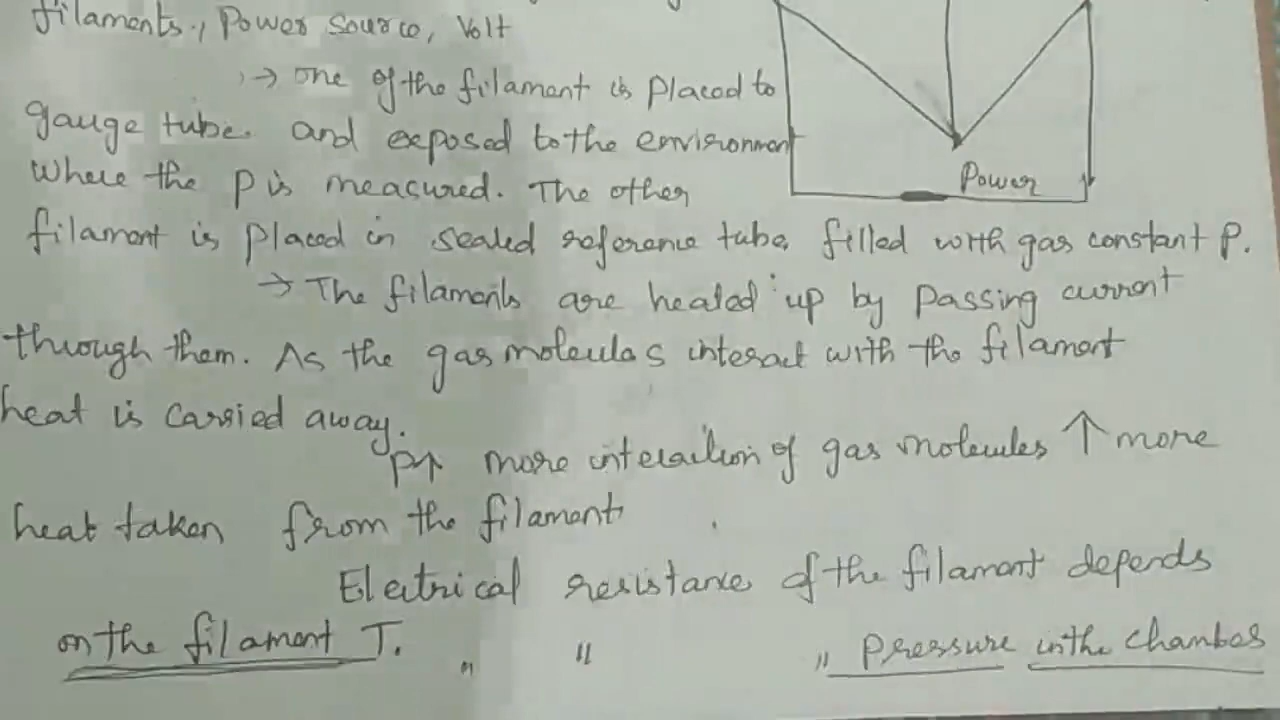 filaments, Power source, Volt
→ one of the filament is placed to
gauge tube. and exposed to the environment
Where the P is measured. The other
Power
filament is placed in sealed reference tube, filled with gas constant P.
→ The filaments are heated up by passing current
through them. As the gas molecules interact with the filament
heat is carried away.
P↑ more interaction of gas molecules ↑ more
heat taken from the filament
Electrical resistance of the filament depends
on the filament T. " " " Pressure in the chamber